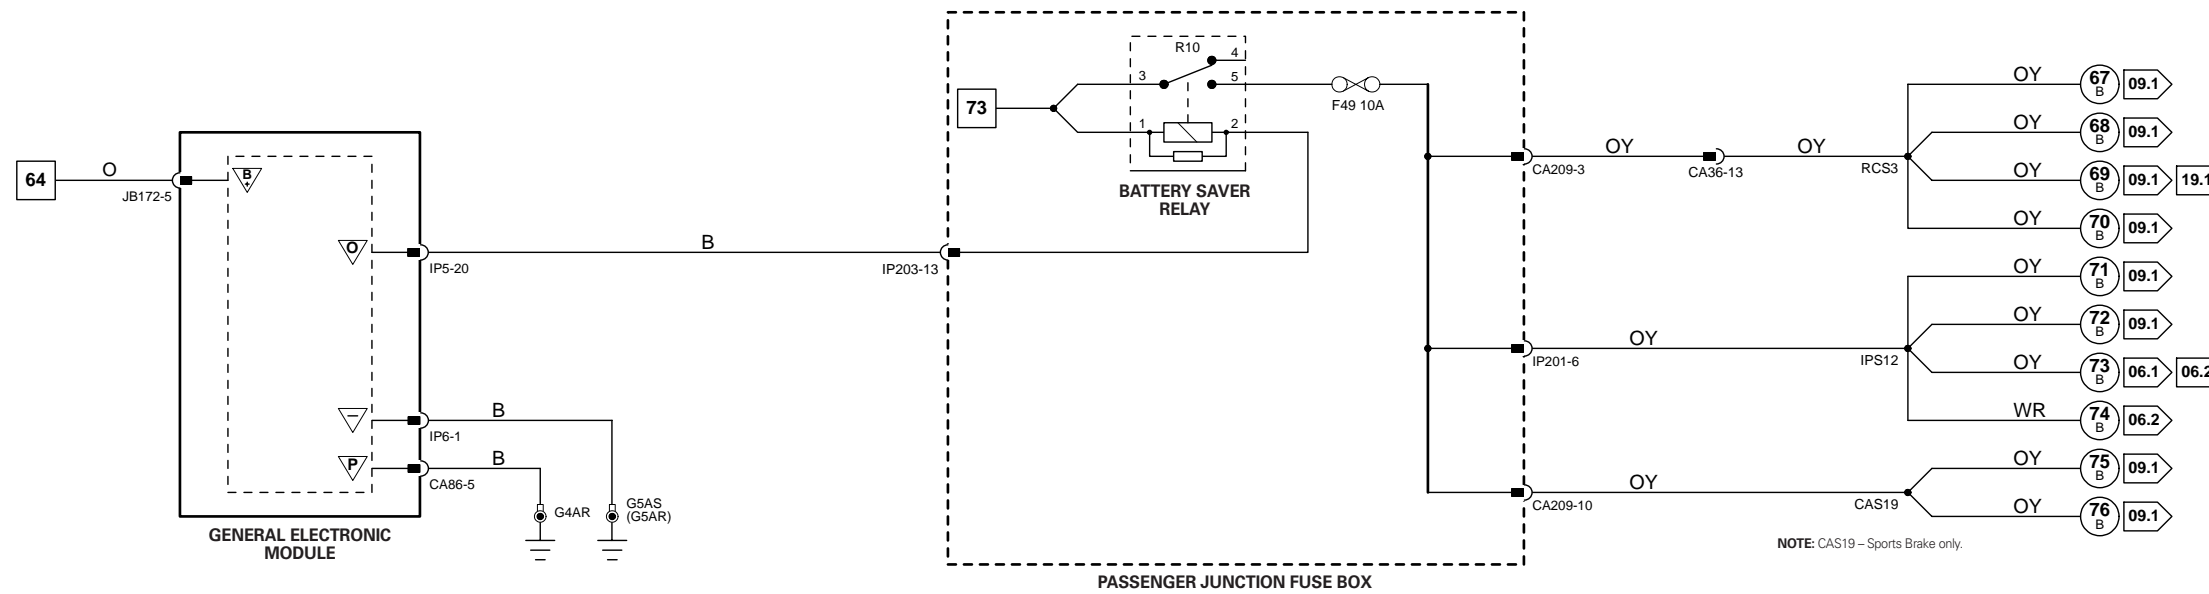 R10
4
3
5
OY
67
B
09.1
73
F49 10A
1
2
OY
68
B
09.1
64
O
B
+
OY
OY
JB172-5
CA209-3
CA36-13
RCS3
OY
69
B
09.1
19.1
BATTERY SAVER
RELAY
OY
70
B
09.1
O
B
IP5-20
IP203-13
OY
71
B
09.1
OY
72
B
09.1
OY
IP201-6
IPS12
OY
73
B
06.1
06.2
–
B
IP6-1
WR
74
B
06.2
P
B
CA86-5
OY
75
B
09.1
OY
CA209-10
CAS19
G4AR
G5AS
(G5AR)
OY
76
B
09.1
GENERAL ELECTRONIC
MODULE
NOTE: CAS19 – Sports Brake only.
PASSENGER JUNCTION FUSE BOX